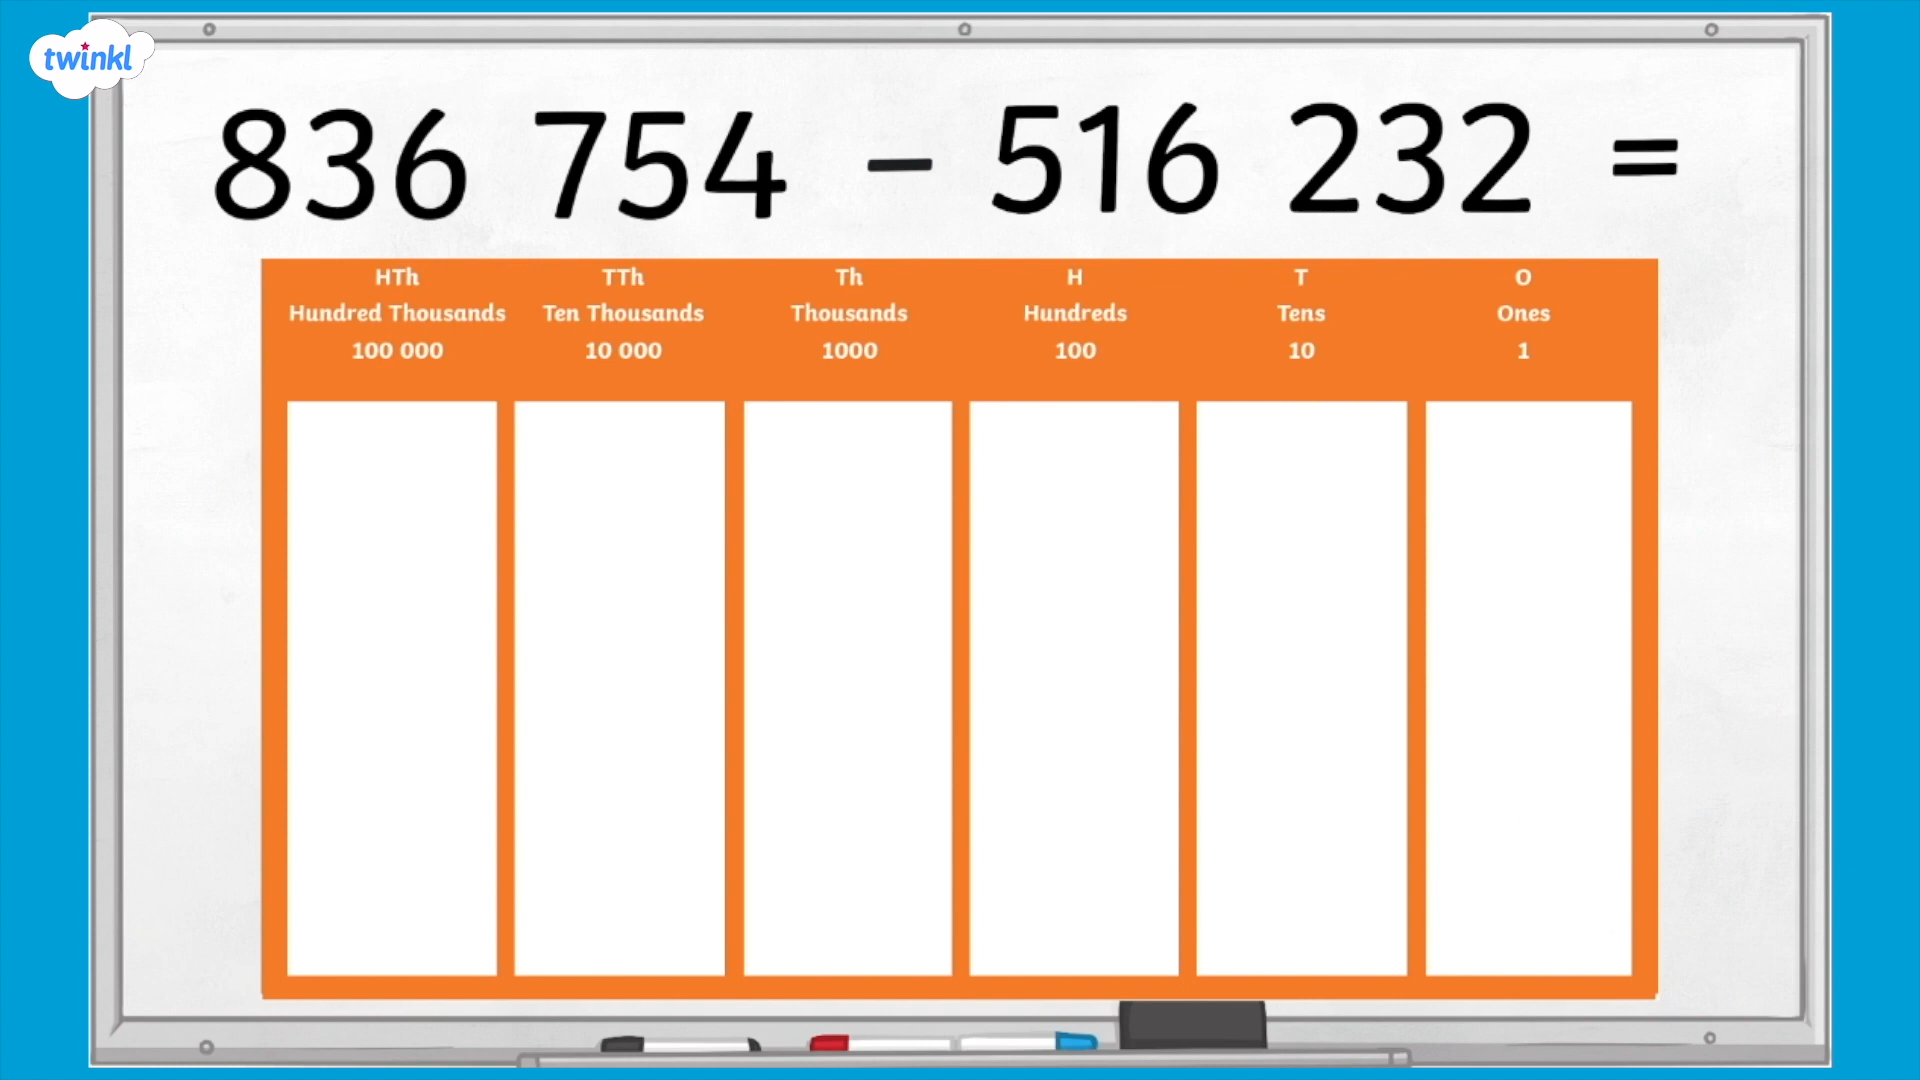 twinkl
836 754 - 516 232 =
HTh TTh Th H T O
Hundred Thousands Ten Thousands Thousands Hundreds Tens Ones
100 000 10 000 1000 100 10 1